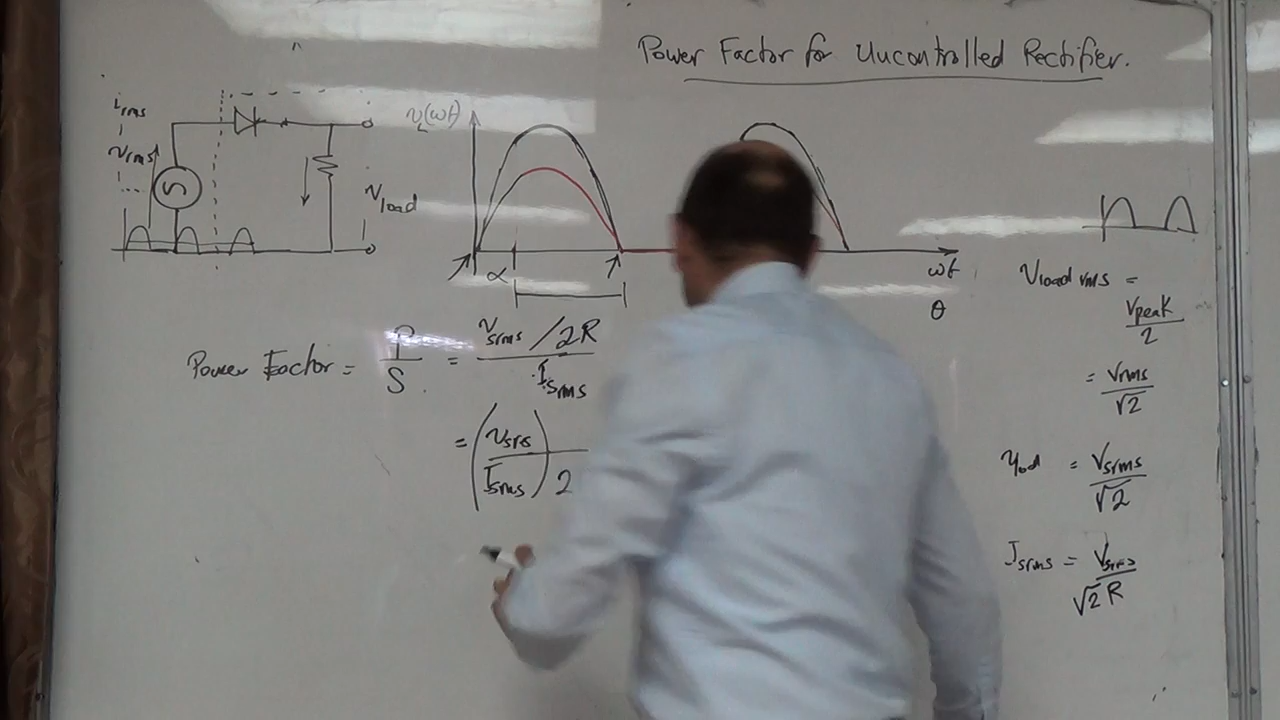 Power Factor for Uncontrolled Rectifier.
irms
vrms
S
Vload
vL(ωt)
α
ωt
θ
Power Factor = P/S = Vsrms/2R / Isrms
= (Vsrms/Isrms) 2
Vload rms =
Vpeak/2
= Vrms/√2
= Vsrms/√2
Isrms = Vsrms/√2 R